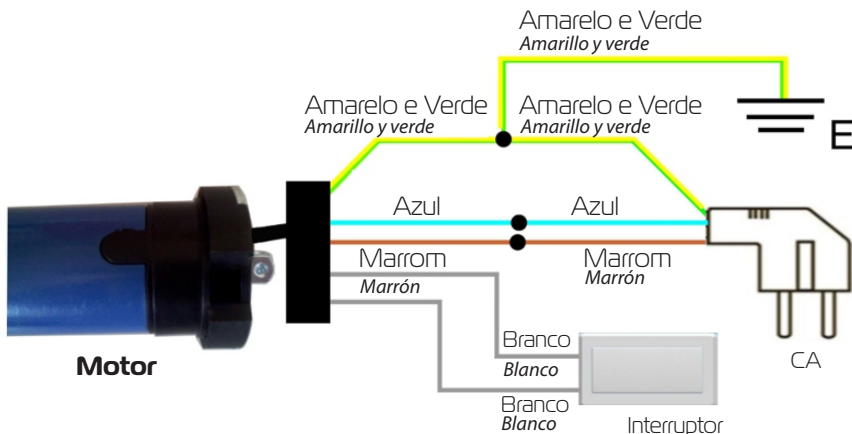 Amarelo e Verde
Amarillo y verde
Amarelo e Verde
Amarillo y verde
Amarelo e Verde
Amarillo y verde
E
Azul
Azul
Marrom
Marrón
Marrom
Marrón
Motor
Branco
Blanco
Branco
Blanco
CA
Interruptor